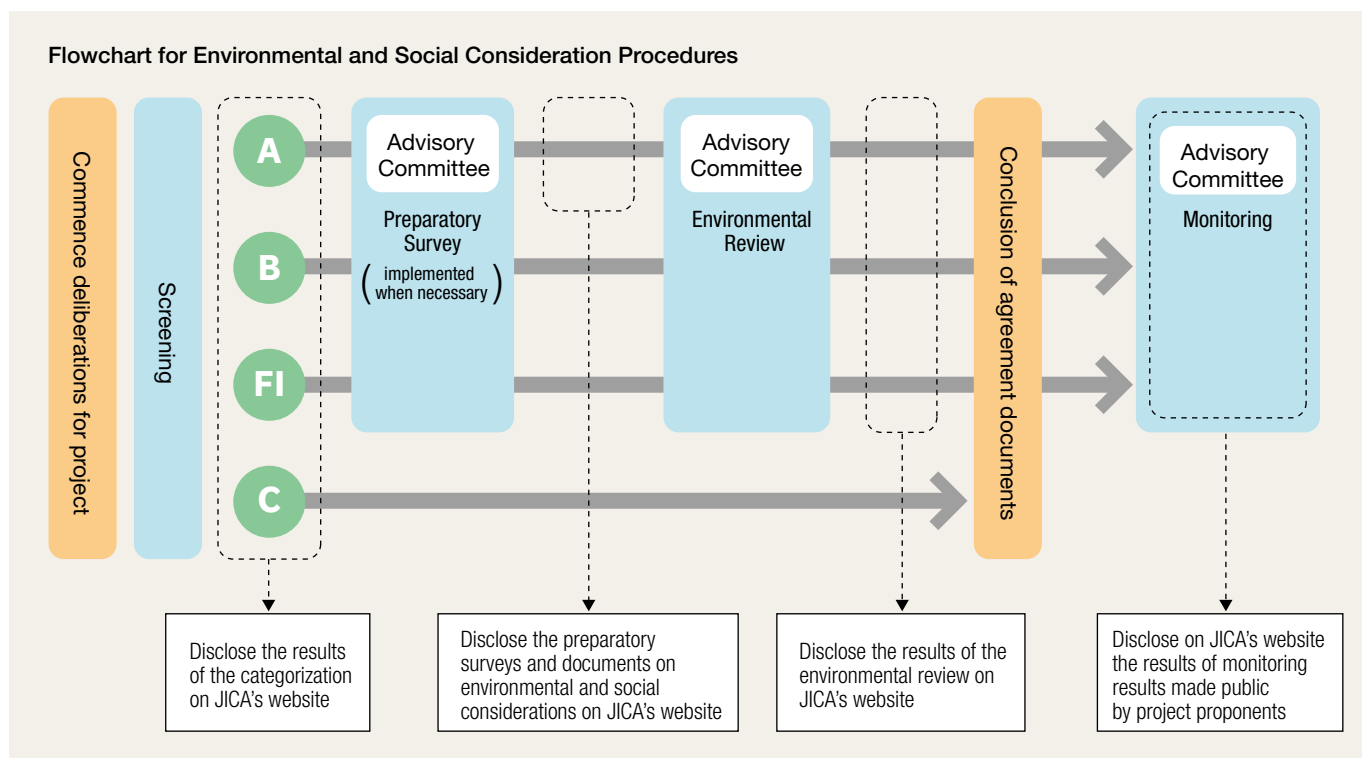 Flowchart for Environmental and Social Consideration Procedures
Commence deliberations for project
Screening
A
B
FI
C
Advisory
Committee
Preparatory
Survey
(implemented
when necessary)
Advisory
Committee
Environmental
Review
Conclusion of agreement documents
Advisory
Committee
Monitoring
Disclose the results
of the categorization
on JICA's website
Disclose the preparatory
surveys and documents on
environmental and social
considerations on JICA's website
Disclose the results of the
environmental review on
JICA's website
Disclose on JICA's website
the results of monitoring
results made public
by project proponents